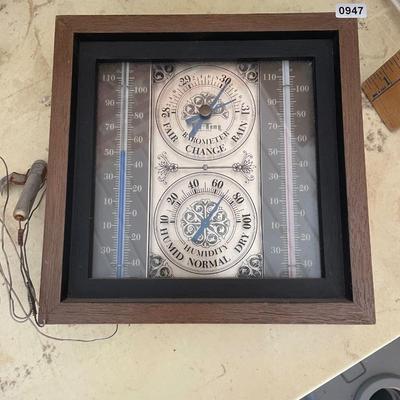 0947
110 29 30 110
100 100
90 28 31 90
80 FAIR RAIN 80
70 BAROMETER 70
60 CHANGE 60
50 50
40 40 60 40
30 20 80 30
20 10 100 20
10 10
0 HUMID DRY 0
10 HUMIDITY 10
20 NORMAL 20
30 30
40 40